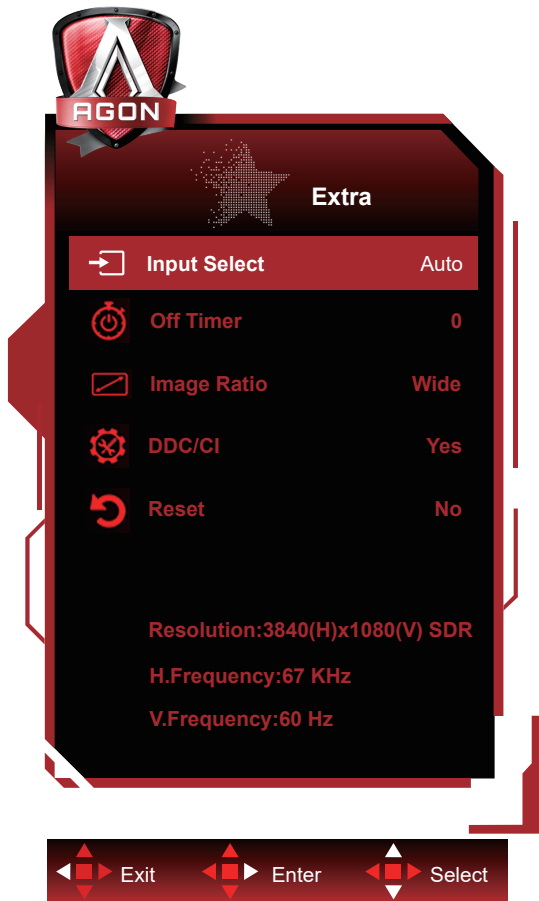 AGON
Extra
Input Select Auto
Off Timer 0
Image Ratio Wide
DDC/CI Yes
Reset No
Resolution:3840(H)x1080(V) SDR
H.Frequency:67 KHz
V.Frequency:60 Hz
Exit Enter Select